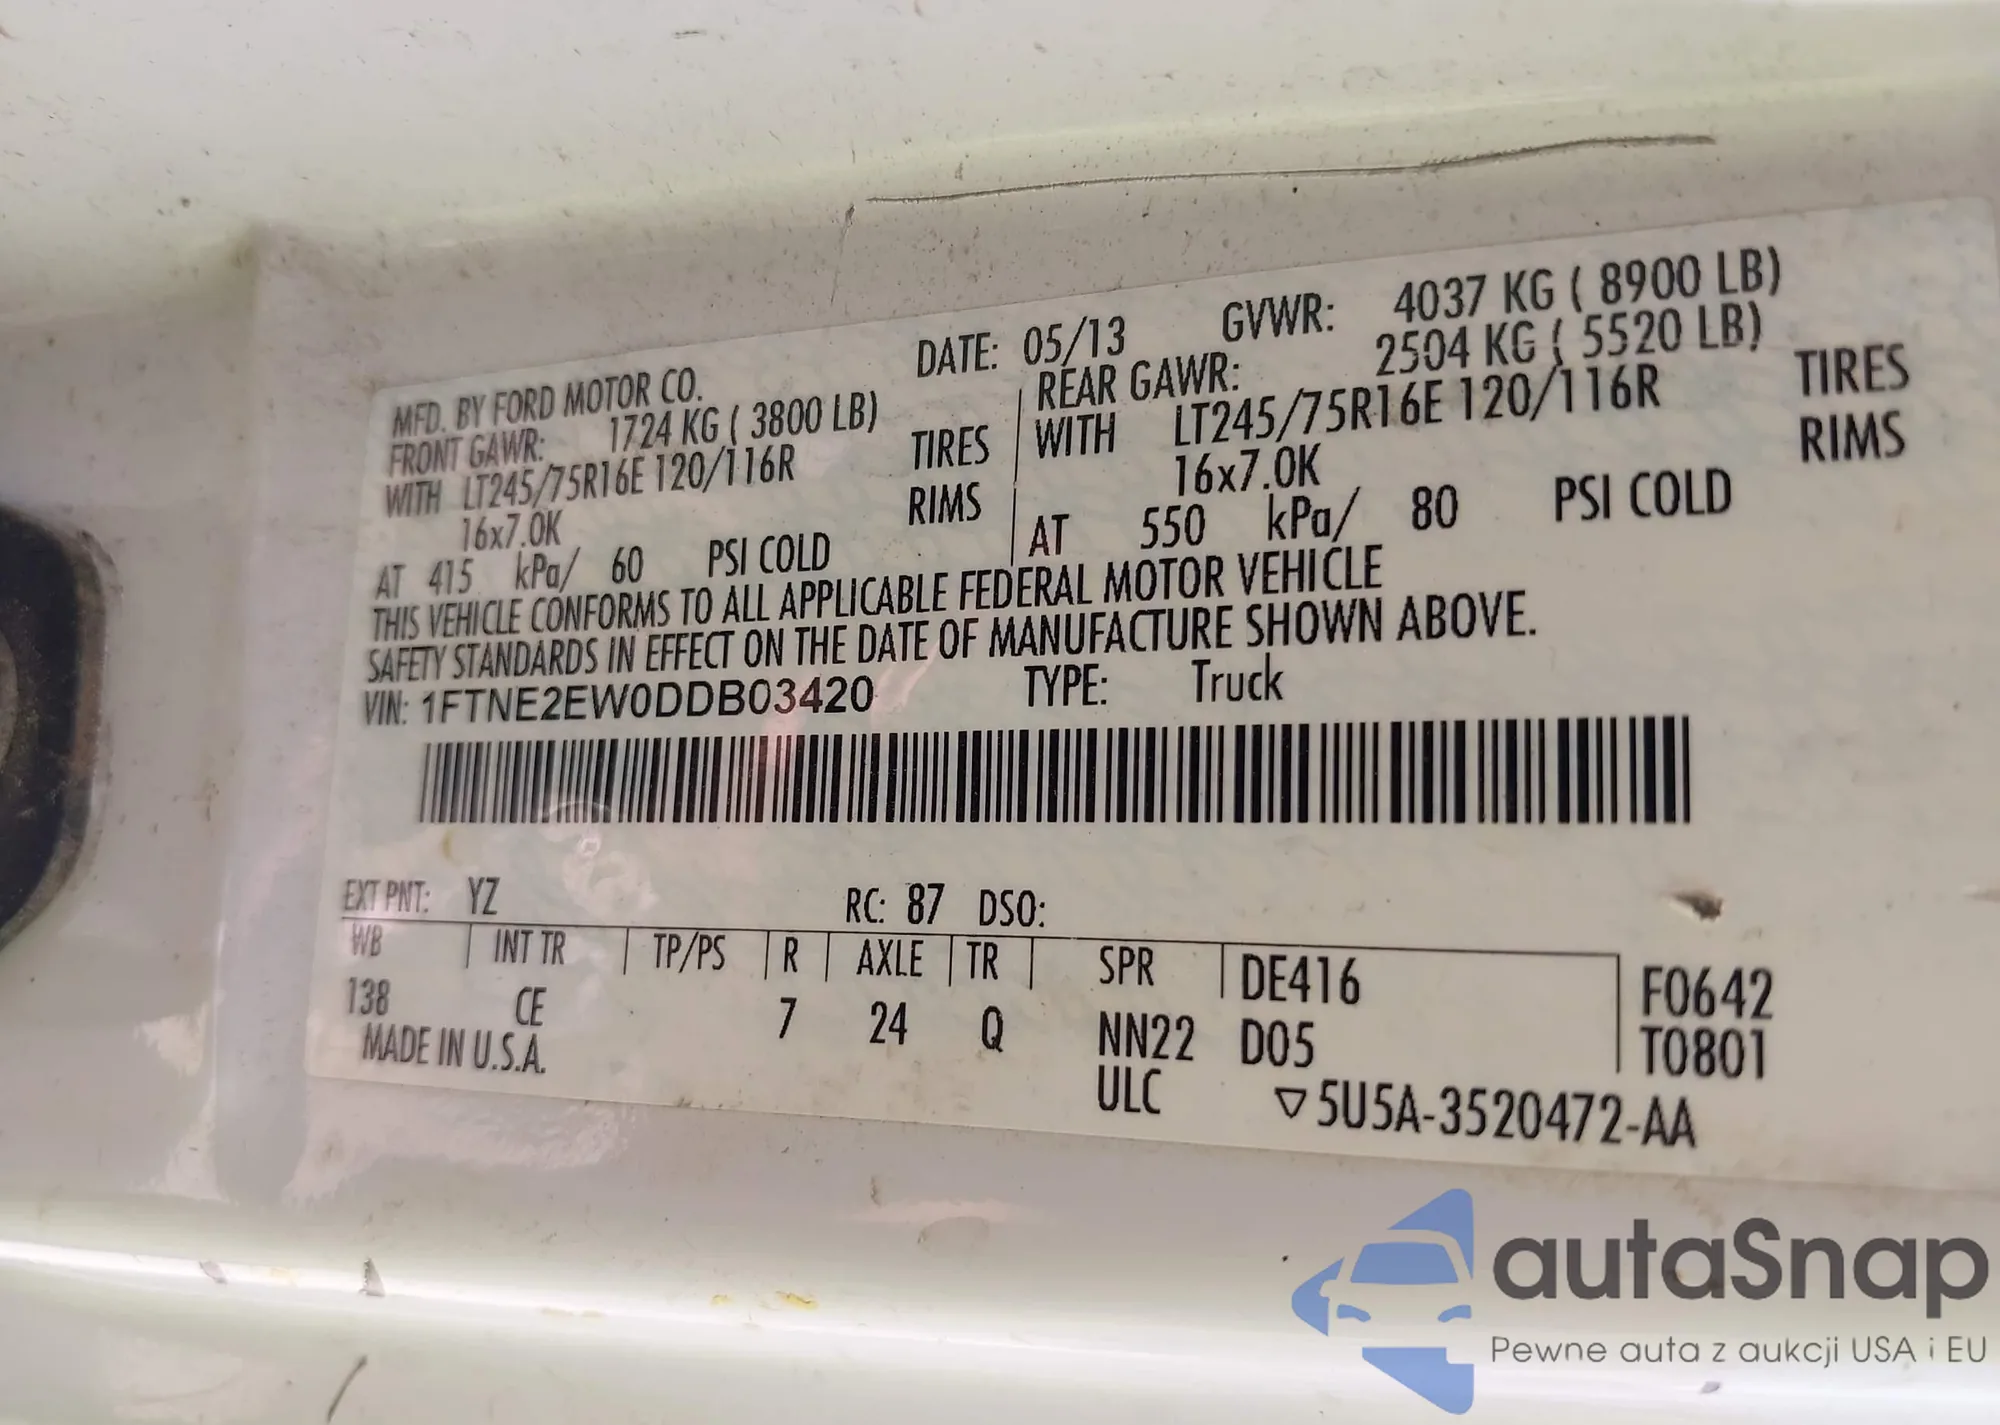 MFD. BY FORD MOTOR CO. DATE: 05/13 GVWR: 4037 KG ( 8900 LB)
FRONT GAWR: 1724 KG ( 3800 LB) REAR GAWR: 2504 KG ( 5520 LB)
WITH LT245/75R16E 120/116R TIRES WITH LT245/75R16E 120/116R TIRES
16x7.0K RIMS 16x7.0K RIMS
AT 415 kPa/ 60 PSI COLD AT 550 kPa/ 80 PSI COLD
THIS VEHICLE CONFORMS TO ALL APPLICABLE FEDERAL MOTOR VEHICLE
SAFETY STANDARDS IN EFFECT ON THE DATE OF MANUFACTURE SHOWN ABOVE.
VIN: 1FTNE2EW0DDB03420 TYPE: Truck
EXT PNT: YZ RC: 87 DSO:
WB INT TR TP/PS R AXLE TR SPR DE416 F0642
138 CE 7 24 Q NN22 D05 T0801
MADE IN U.S.A. ULC ▽5U5A-3520472-AA
autaSnap
Pewne auta z aukcji USA i EU